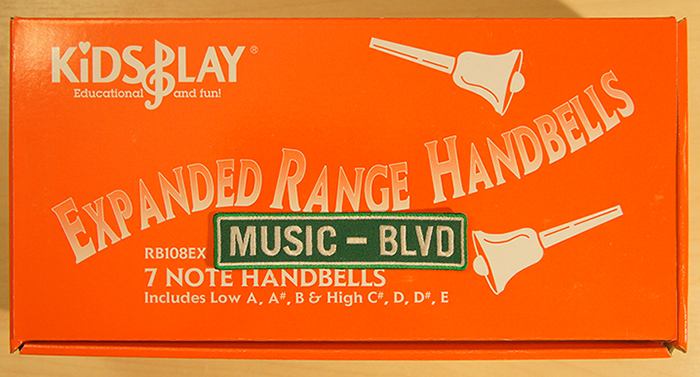 KiDSPLAY®
Educational and fun!
EXPANDED RANGE HANDBELLS
RB108EX
MUSIC – BLVD
7 NOTE HANDBELLS
Includes Low A, A#, B & High C#, D, D#, E